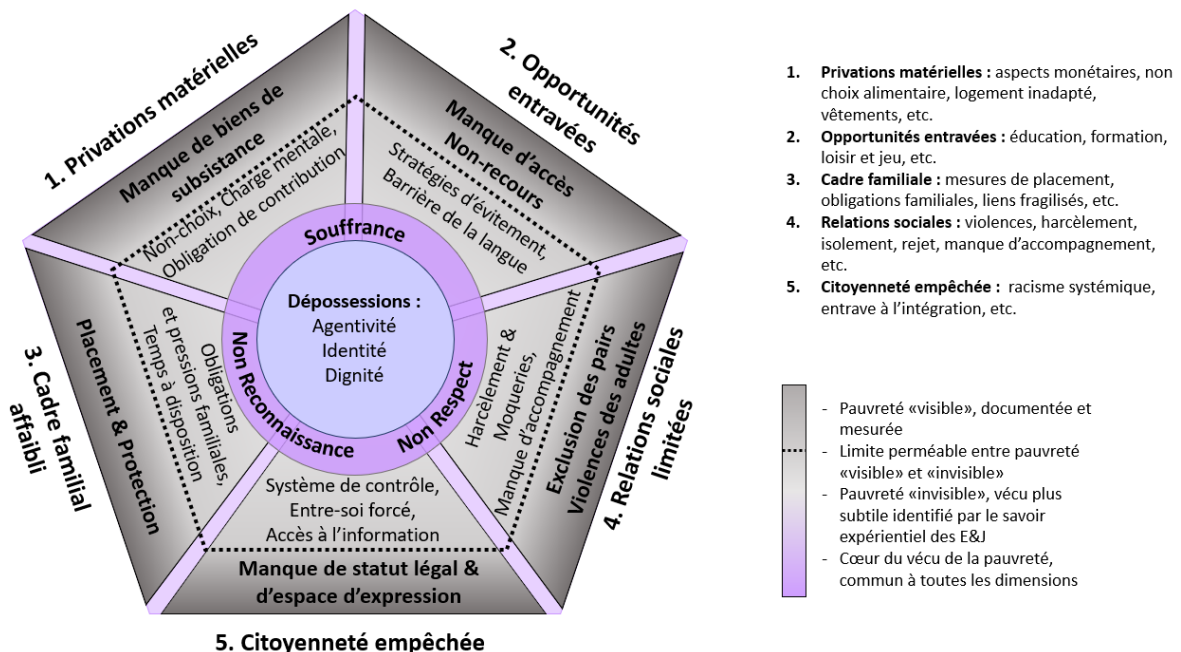 1. Privations matérielles
Manque de biens de
subsistance
Non-choix, Charge mentale,
Obligation de contribution
2. Opportunités
entravées
Manque d’accès
Non-recours
Stratégies d’évitement,
Barrière de la langue
Souffrance
Dépossessions :
Agentivité
Identité
Dignité
Non Reconnaissance
Non Respect
3. Cadre familial
affaibli
Placement & Protection
Obligations
et pressions familiales,
Temps à disposition
Harcèlement &
Moqueries,
Manque d’accompagnement
Exclusion des pairs
Violences des adultes
4. Relations sociales
limitées
Système de contrôle,
Entre-soi forcé,
Accès à l’information
Manque de statut légal &
d’espace d’expression
5. Citoyenneté empêchée
1. Privations matérielles : aspects monétaires, non
choix alimentaire, logement inadapté,
vêtements, etc.
2. Opportunités entravées : éducation, formation,
loisir et jeu, etc.
3. Cadre familiale : mesures de placement,
obligations familiales, liens fragilisés, etc.
4. Relations sociales : violences, harcèlement,
isolement, rejet, manque d’accompagnement,
etc.
5. Citoyenneté empêchée : racisme systémique,
entrave à l’intégration, etc.
- Pauvreté «visible», documentée et
mesurée
- Limite perméable entre pauvreté
«visible» et «invisible»
- Pauvreté «invisible», vécu plus
subtile identifié par le savoir
expérientiel des E&J
- Cœur du vécu de la pauvreté,
commun à toutes les dimensions